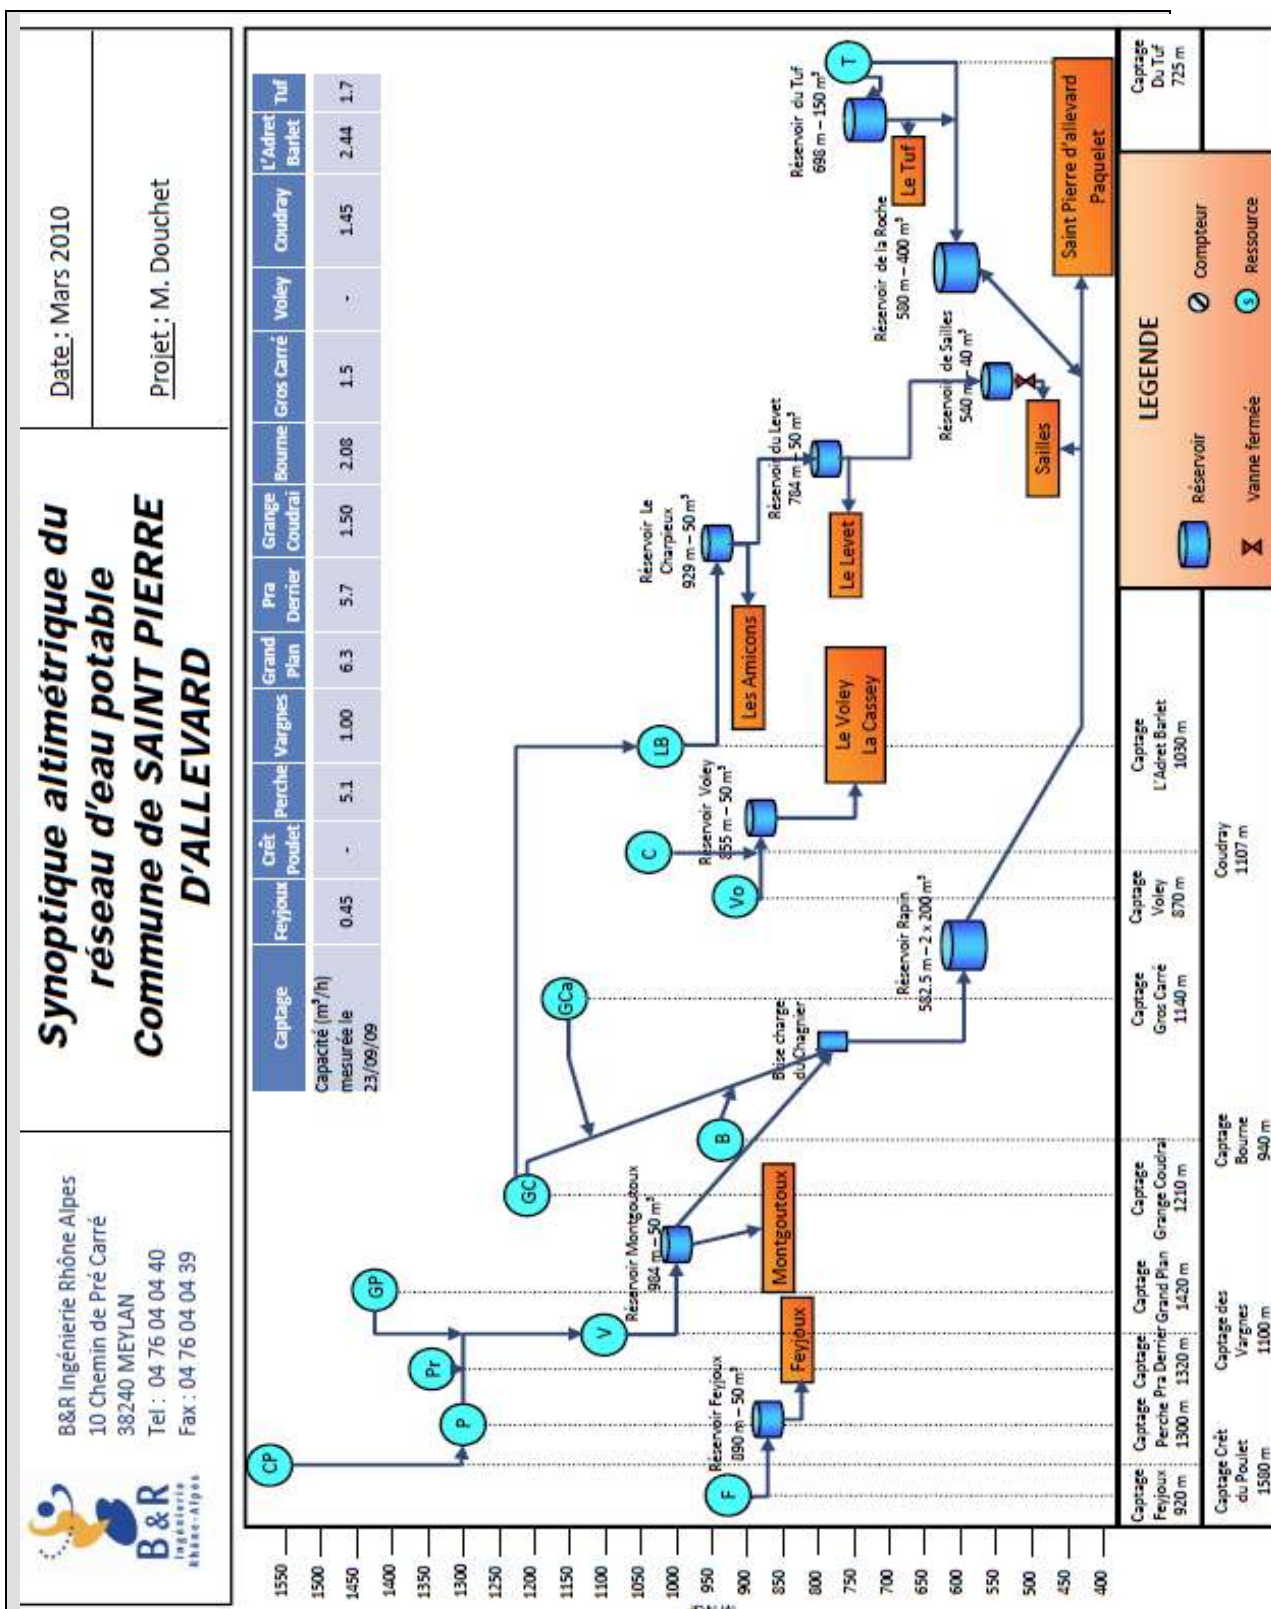 B&R
Ingénierie
Rhône-Alpes
B&R Ingénierie Rhône Alpes
10 Chemin de Pré Carré
38240 MEYLAN
Tel : 04 76 04 04 40
Fax : 04 76 04 04 39
Synoptique altimétrique du
réseau d'eau potable
Commune de SAINT PIERRE
D'ALLEVARD
Date : Mars 2010
Projet : M. Douchet
Captage Feyjoux Crêt Poulet Perche Vargnes Grand Plan Pra Derrier Grange Coudrai Bourne Gros Carré Voley Coudray L'Adret Barlet Tuf
Capacité (m³/h) mesurée le 23/09/09 0.45 - 5.1 1.00 6.3 5.7 1.50 2.08 1.5 - 1.45 2.44 1.7
1550
1500
1450
1400
1350
1300
1250
1200
1150
1100
1050
1000
950
900
850
800
750
700
650
600
550
500
450
400
CP
P
Pr
GP
V
F
GC
GCa
B
Vo
C
LB
T
Réservoir Feyjoux
890 m – 50 m³
Feyjoux
Réservoir Montgoutoux
984 m – 50 m³
Montgoutoux
Brise charge
du Chagnier
Réservoir Rapin
582.5 m – 2 x 200 m³
Réservoir Voley
855 m – 50 m³
Le Voley
La Cassey
Réservoir Le
Charpieux
929 m – 50 m³
Les Amicons
Réservoir du Levet
784 m – 50 m³
Le Levet
Réservoir de Sailles
540 m – 40 m³
Sailles
Réservoir de la Roche
580 m – 400 m³
Réservoir du Tuf
698 m – 150 m³
Le Tuf
Saint Pierre d'allevard
Paquelet
Captage
Feyjoux
920 m
Captage
Perche
1300 m
Captage
Pra Derrier
1320 m
Captage
Grand Plan
1420 m
Captage
Grange Coudrai
1210 m
Captage
Gros Carré
1140 m
Captage
Voley
870 m
Captage
L'Adret Barlet
1030 m
Captage Crêt
du Poulet
1580 m
Captage des
Vargnes
1100 m
Captage
Bourne
940 m
Coudray
1107 m
LEGENDE
Réservoir
Compteur
Vanne fermée
S
Ressource
Captage
Du Tuf
725 m